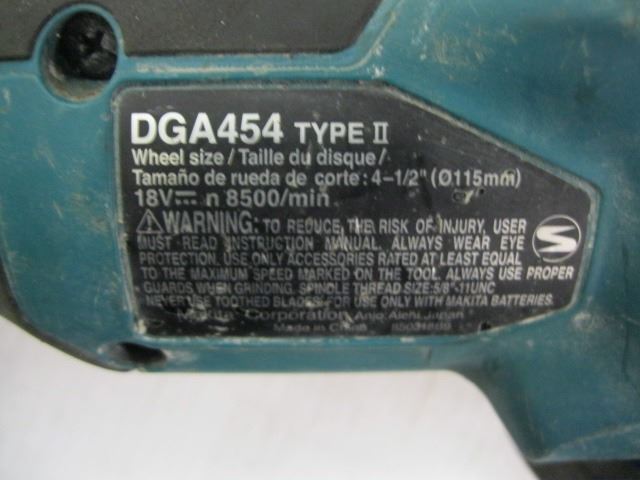 DGA454 TYPE II
Wheel size / Taille du disque /
Tamaño de rueda de corte : 4-1/2" (Ø115mm)
18V⎓ n 8500/min
⚠WARNING: TO REDUCE THE RISK OF INJURY, USER
MUST READ INSTRUCTION MANUAL. ALWAYS WEAR EYE
PROTECTION. USE ONLY ACCESSORIES RATED AT LEAST EQUAL
TO THE MAXIMUM SPEED MARKED ON THE TOOL. ALWAYS USE PROPER
GUARDS WHEN GRINDING. SPINDLE THREAD SIZE: 5/8"-11UNC
NEVER USE TOOTHED BLADES. FOR USE ONLY WITH MAKITA BATTERIES.
Makita Corporation Anjo, Aichi, Japan
Made in China